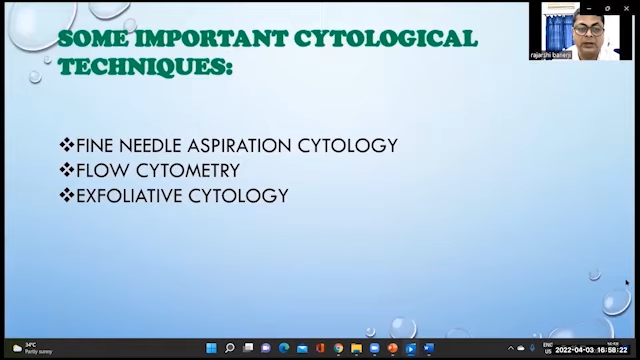 SOME IMPORTANT CYTOLOGICAL
TECHNIQUES:
❖FINE NEEDLE ASPIRATION CYTOLOGY
❖FLOW CYTOMETRY
❖EXFOLIATIVE CYTOLOGY
rajarshi banerji
34°C
Partly sunny
ENG
US
2022-04-03 16:58:22